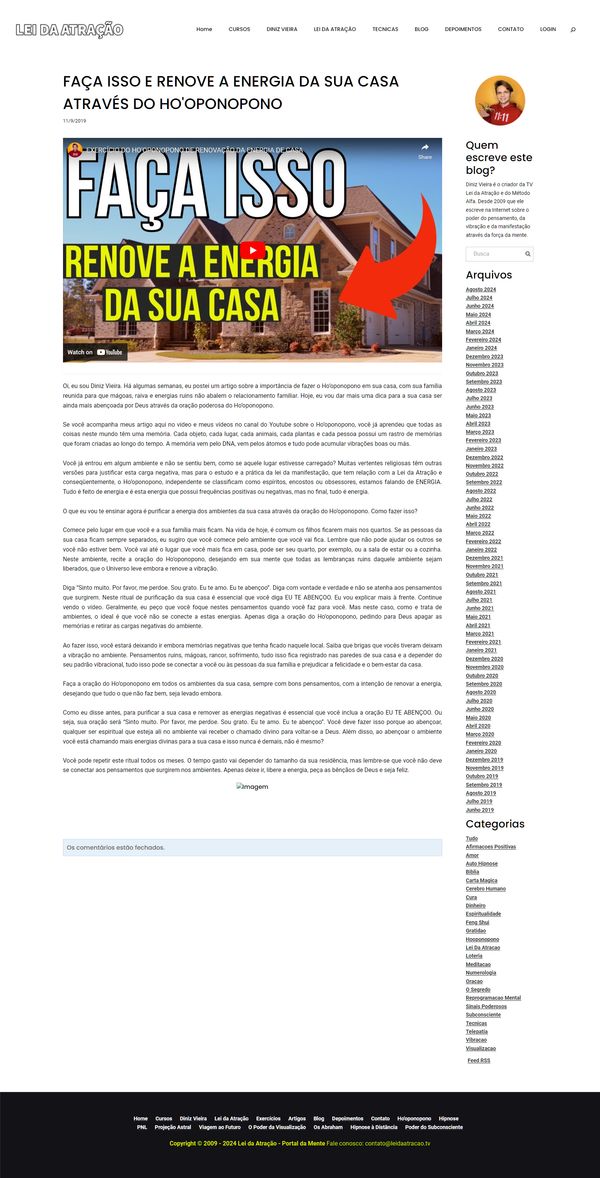 LEI DA ATRAÇÃO
Home CURSOS DINIZ VIEIRA LEI DA ATRAÇÃO TECNICAS BLOG DEPOIMENTOS CONTATO LOGIN
FAÇA ISSO E RENOVE A ENERGIA DA SUA CASA
ATRAVÉS DO HO'OPONOPONO
11/9/2019
EXERCÍCIO DO HO'OPONOPONO DE RENOVAÇÃO DA ENERGIA DE CASA
Share
FAÇA ISSO
RENOVE A ENERGIA
DA SUA CASA
Watch on YouTube
Oi, eu sou Diniz Vieira. Há algumas semanas, eu postei um artigo sobre a importância de fazer o Ho'oponopono em sua casa, com sua família
reunida para que mágoas, raiva e energias ruins não abalem o relacionamento familiar. Hoje, eu vou dar mais uma dica para a sua casa ser
ainda mais abençoada por Deus através da oração poderosa do Ho'oponopono.
Se você acompanha meus artigo aqui no vídeo e meus vídeos no canal do Youtube sobre o Ho'oponopono, você já aprendeu que todas as
coisas neste mundo têm uma memória. Cada objeto, cada lugar, cada animais, cada plantas e cada pessoa possui um rastro de memórias
que foram criadas ao longo do tempo. A memória vem pelo DNA, vem pelos átomos e tudo pode acumular vibrações boas ou más.
Você já entrou em algum ambiente e não se sentiu bem, como se aquele lugar estivesse carregado? Muitas vertentes religiosas têm outras
versões para justificar esta carga negativa, mas para o estudo e a prática da lei da manifestação, que tem relação com a Lei da Atração e
conseqüentemente, o Ho'oponopono, independente se classificam como espíritos, encostos ou obsessores, estamos falando de ENERGIA.
Tudo é feito de energia e é esta energia que possui frequências positivas ou negativas, mas no final, tudo é energia.
O que eu vou te ensinar agora é purificar a energia dos ambientes da sua casa através da oração do Ho'oponopono. Como fazer isso?
Comece pelo lugar em que você e a sua família mais ficam. Na vida de hoje, é comum os filhos ficarem mais nos quartos. Se as pessoas da
sua casa ficam sempre separados, eu sugiro que você comece pelo ambiente que você vai fica. Lembre que não pode ajudar os outros se
você não estiver bem. Você vai até o lugar que você mais fica em casa, pode ser seu quarto, por exemplo, ou a sala de estar ou a cozinha.
Neste ambiente, recite a oração do Ho'oponopono, desejando em sua mente que todas as lembranças ruins daquele ambiente sejam
liberados, que o Universo leve embora e renove a vibração.
Diga "Sinto muito. Por favor, me perdoe. Sou grato. Eu te amo. Eu te abençoo". Diga com vontade e verdade e não se atenha aos pensamentos
que surgirem. Neste ritual de purificação da sua casa é essencial que você diga EU TE ABENÇOO. Eu vou explicar mais à frente. Continue
vendo o vídeo. Geralmente, eu peço que você foque nestes pensamentos quando você faz para você. Mas neste caso, como e trata de
ambientes, o ideal é que você não se conecte a estas energias. Apenas diga a oração do Ho'oponopono, pedindo para Deus apagar as
memórias e retirar as cargas negativas do ambiente.
Ao fazer isso, você estará deixando ir embora memórias negativas que tenha ficado naquele local. Saiba que brigas que vocês tiveram deixam
a vibração no ambiente. Pensamentos ruins, mágoas, rancor, sofrimento, tudo isso fica registrado nas paredes de sua casa e a depender do
seu padrão vibracional, tudo isso pode se conectar a você ou às pessoas da sua família e prejudicar a felicidade e o bem-estar da casa.
Faça a oração do Ho'oponopono em todos os ambientes da sua casa, sempre com bons pensamentos, com a intenção de renovar a energia,
desejando que tudo o que não faz bem, seja levado embora.
Como eu disse antes, para purificar a sua casa e remover as energias negativas é essencial que você inclua a oração EU TE ABENÇOO. Ou
seja, sua oração será "Sinto muito. Por favor, me perdoe. Sou grato. Eu te amo. Eu te abençoo". Você deve fazer isso porque ao abençoar,
qualquer ser espiritual que esteja ali no ambiente vai receber o chamado divino para voltar-se a Deus. Além disso, ao abençoar o ambiente
você está chamando mais energias divinas para a sua casa e isso nunca é demais, não é mesmo?
Você pode repetir este ritual todos os meses. O tempo gasto vai depender do tamanho da sua residência, mas lembre-se que você não deve
se conectar aos pensamentos que surgirem nos ambientes. Apenas deixe ir, libere a energia, peça as bênçãos de Deus e seja feliz.
Imagem
Os comentários estão fechados.
Quem
escreve este
blog?
Diniz Vieira é o criador da TV
Lei da Atração e do Método
Alfa. Desde 2009 que ele
escreve na Internet sobre o
poder do pensamento, da
vibração e da manifestação
através da força da mente.
Busca
Arquivos
Agosto 2024
Julho 2024
Junho 2024
Maio 2024
Abril 2024
Março 2024
Fevereiro 2024
Janeiro 2024
Dezembro 2023
Novembro 2023
Outubro 2023
Setembro 2023
Agosto 2023
Julho 2023
Junho 2023
Maio 2023
Abril 2023
Março 2023
Fevereiro 2023
Janeiro 2023
Dezembro 2022
Novembro 2022
Outubro 2022
Setembro 2022
Agosto 2022
Julho 2022
Junho 2022
Maio 2022
Abril 2022
Março 2022
Fevereiro 2022
Janeiro 2022
Dezembro 2021
Novembro 2021
Outubro 2021
Setembro 2021
Agosto 2021
Julho 2021
Junho 2021
Maio 2021
Abril 2021
Março 2021
Fevereiro 2021
Janeiro 2021
Dezembro 2020
Novembro 2020
Outubro 2020
Setembro 2020
Agosto 2020
Julho 2020
Junho 2020
Maio 2020
Abril 2020
Março 2020
Fevereiro 2020
Janeiro 2020
Dezembro 2019
Novembro 2019
Outubro 2019
Setembro 2019
Agosto 2019
Julho 2019
Junho 2019
Categorias
Tudo
Afirmacoes Positivas
Amor
Auto Hipnose
Biblia
Carta Magica
Cerebro Humano
Cura
Dinheiro
Espiritualidade
Feng Shui
Gratidao
Hooponopono
Lei Da Atracao
Loteria
Meditacao
Numerologia
Oracao
O Segredo
Reprogramacao Mental
Sinais Poderosos
Subconsciente
Tecnicas
Telepatia
Vibracao
Visualizacao
Feed RSS
Home Cursos Diniz Vieira Lei da Atração Exercícios Artigos Blog Depoimentos Contato Ho'oponopono Hipnose
PNL Projeção Astral Viagem ao Futuro O Poder da Visualização Os Abraham Hipnose à Distância Poder do Subconsciente
Copyright © 2009 - 2024 Lei da Atração - Portal da Mente Fale conosco: contato@leidaatracao.tv